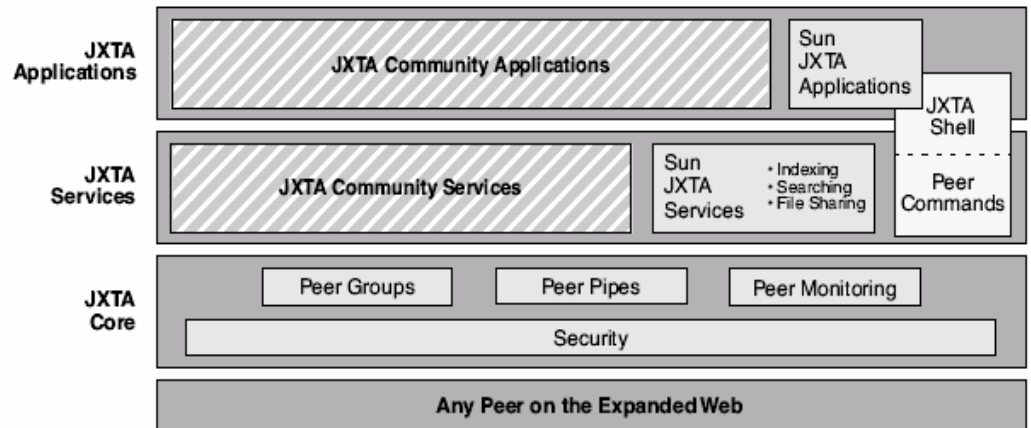 JXTA
Applications
JXTA Community Applications
Sun
JXTA
Applications
JXTA
Shell
JXTA
Services
JXTA Community Services
Sun
JXTA
Services
• Indexing
• Searching
• File Sharing
Peer
Commands
JXTA
Core
Peer Groups
Peer Pipes
Peer Monitoring
Security
Any Peer on the Expanded Web